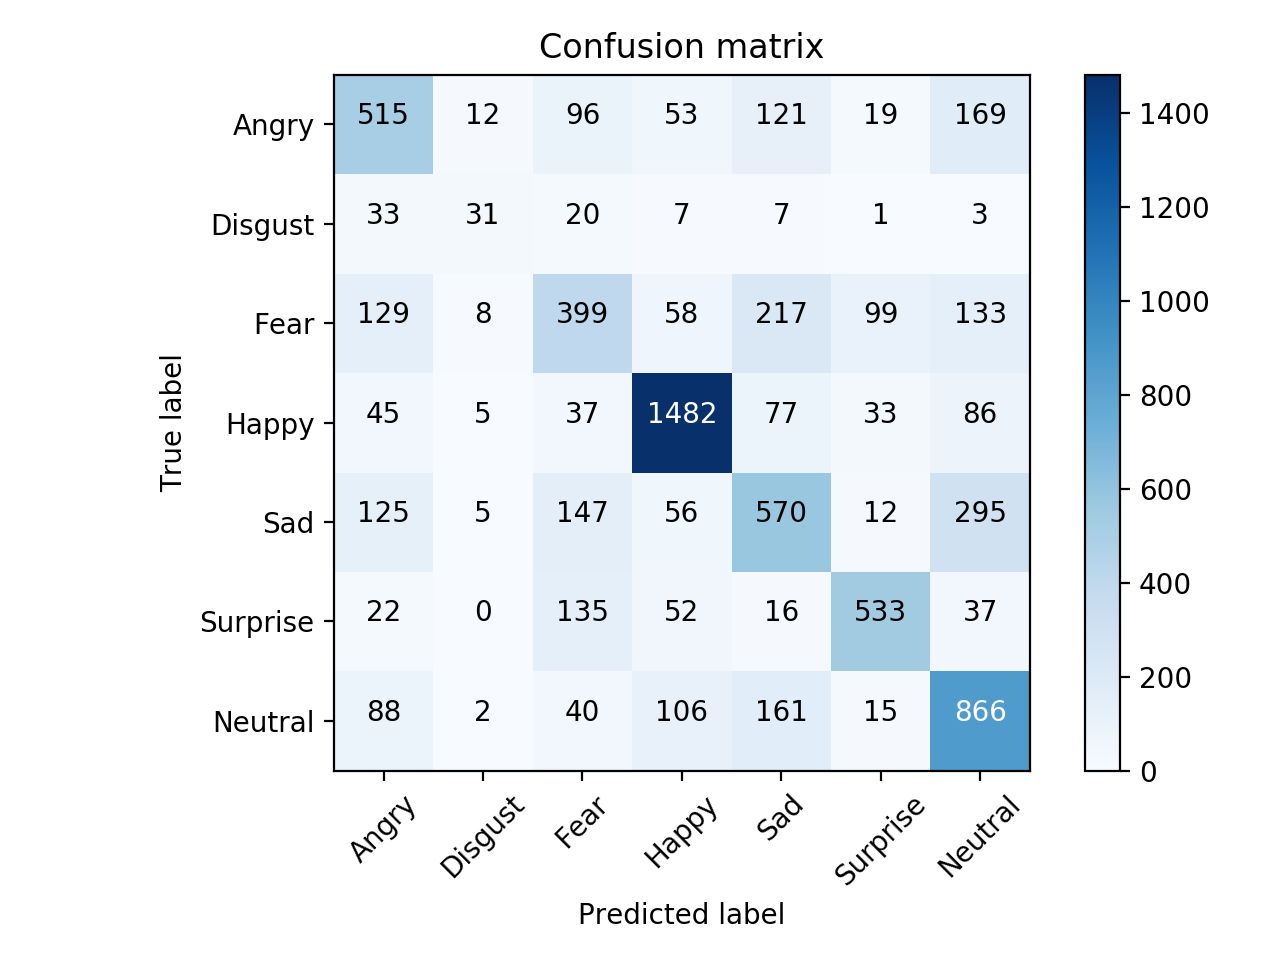 Confusion matrix
Angry 515 12 96 53 121 19 169
Disgust 33 31 20 7 7 1 3
Fear 129 8 399 58 217 99 133
Happy 45 5 37 1482 77 33 86
Sad 125 5 147 56 570 12 295
Surprise 22 0 135 52 16 533 37
Neutral 88 2 40 106 161 15 866
True label
Angry Disgust Fear Happy Sad Surprise Neutral
Predicted label
1400
1200
1000
800
600
400
200
0